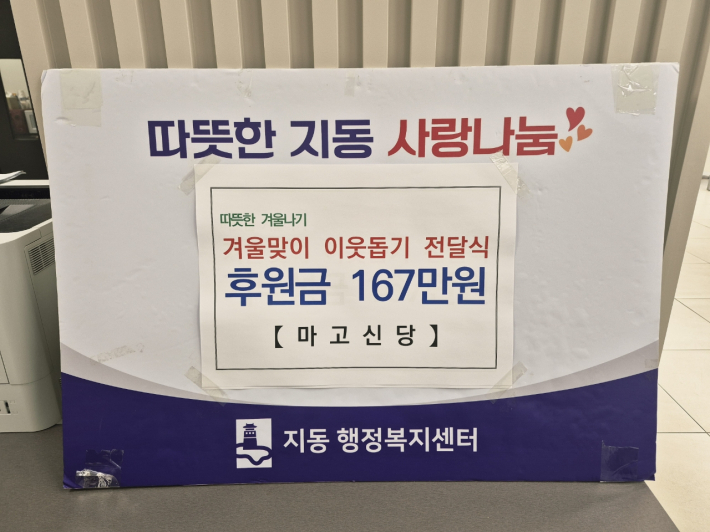 따뜻한 지동 사랑나눔
따뜻한 겨울나기
겨울맞이 이웃돕기 전달식
후원금 167만원
【 마 고 신 당 】
지동 행정복지센터